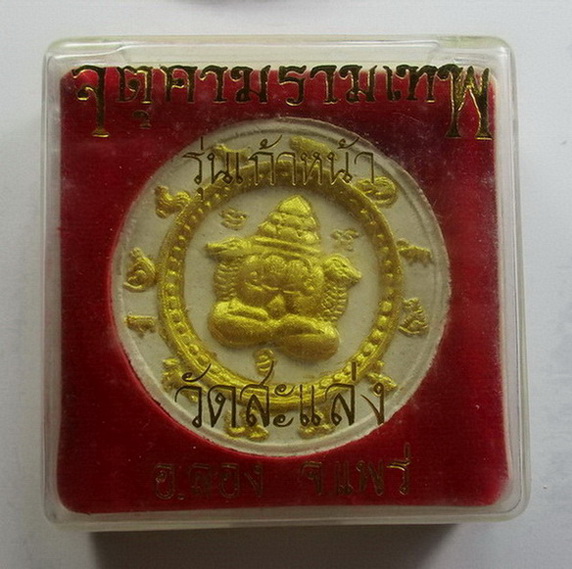 จตุคามรามเทพ
รุ่นเก้าหน้า
วัดสะแล่ง
อ.ลอง จ.แพร่